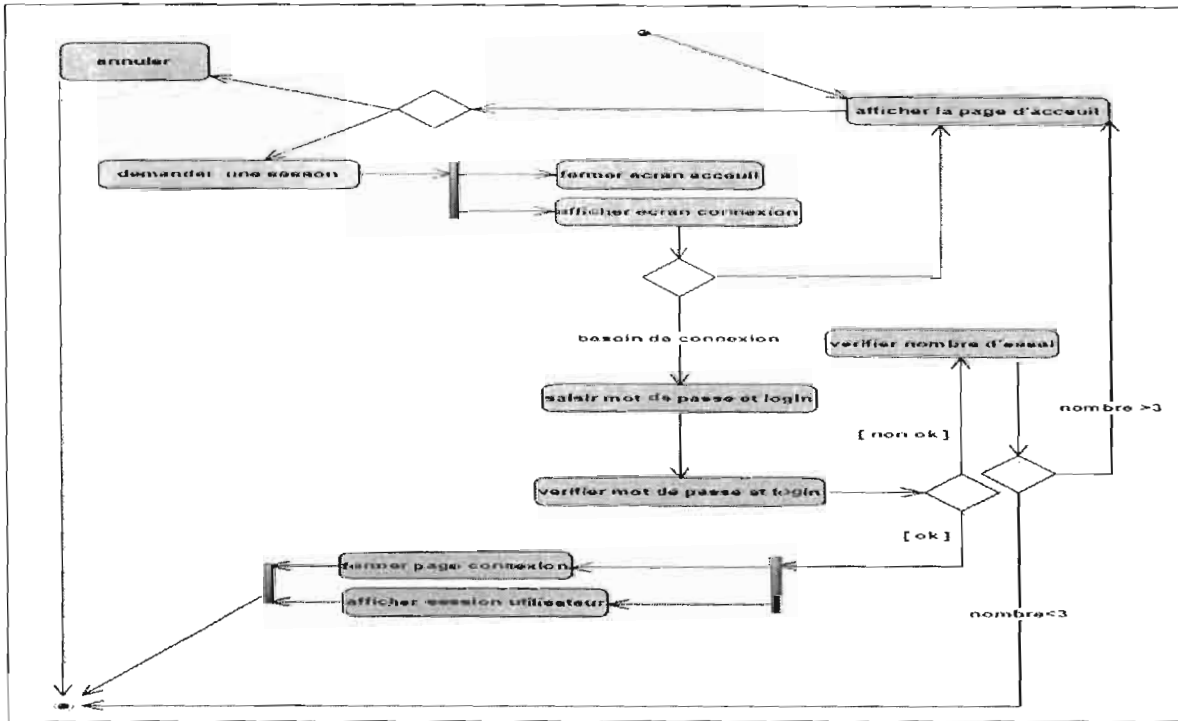 annuler
afficher la page d'acceuil
demander une session
fermer ecran acceuil
afficher ecran connexion
besoin de connexion
verifier nombre d'essai
saisir mot de passe et login
nombre >3
[ non ok ]
verifier mot de passe et login
[ ok ]
fermer page connexion
afficher session utilisateur
nombre<3